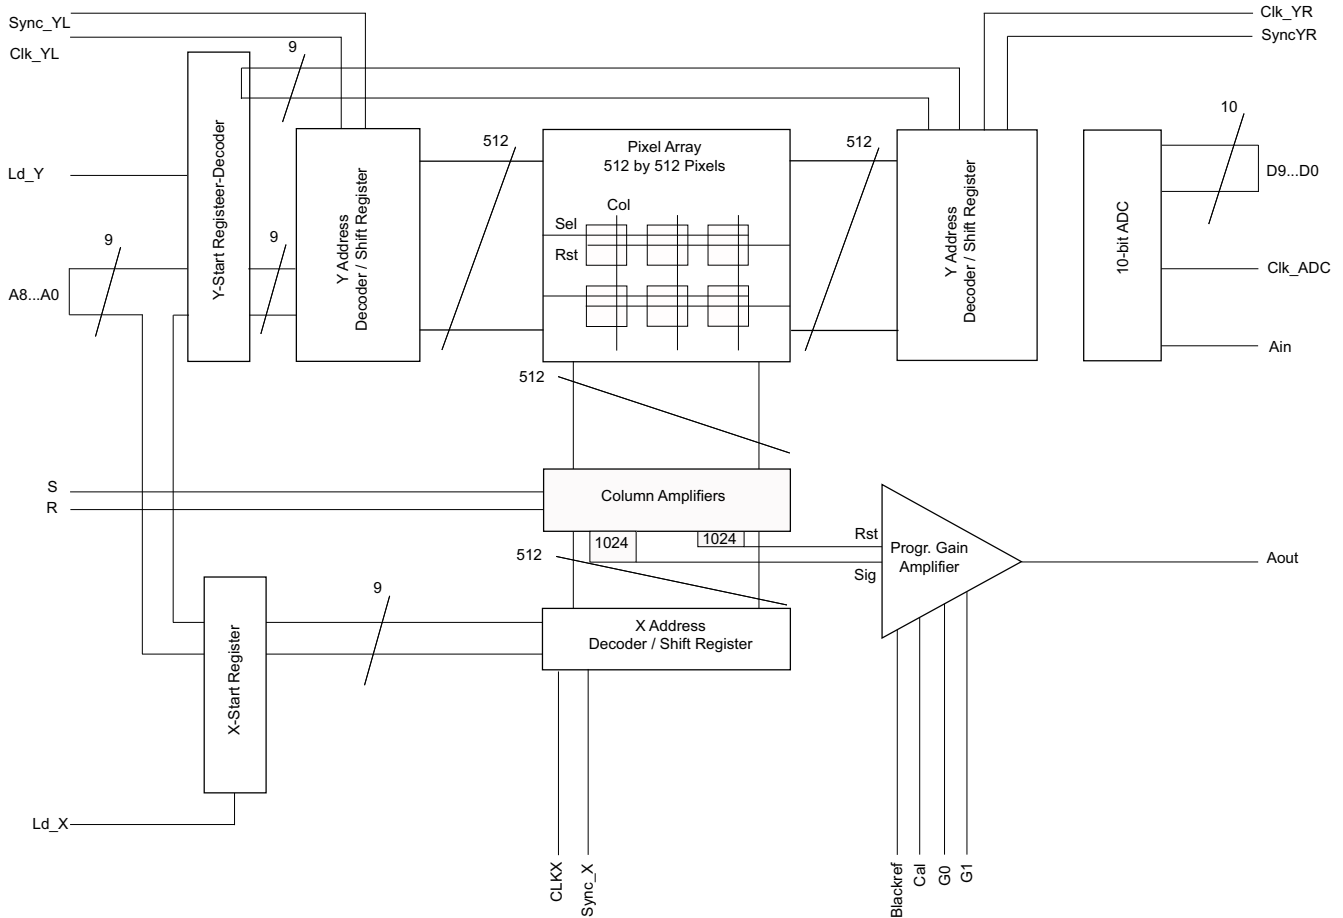 Sync_YL
Clk_YL
Clk_YR
SyncYR
9
Y-Start Registeer-Decoder
Ld_Y
9
A8...A0
9
Y Address
Decoder / Shift Register
512
Pixel Array
512 by 512 Pixels
Col
Sel
Rst
512
Y Address
Decoder / Shift Register
10-bit ADC
10
D9...D0
Clk_ADC
Ain
512
S
R
Column Amplifiers
1024
1024
512
Rst
Sig
Progr. Gain
Amplifier
Aout
X-Start Register
9
X Address
Decoder / Shift Register
Ld_X
CLKX
Sync_X
Blackref
Cal
G0
G1